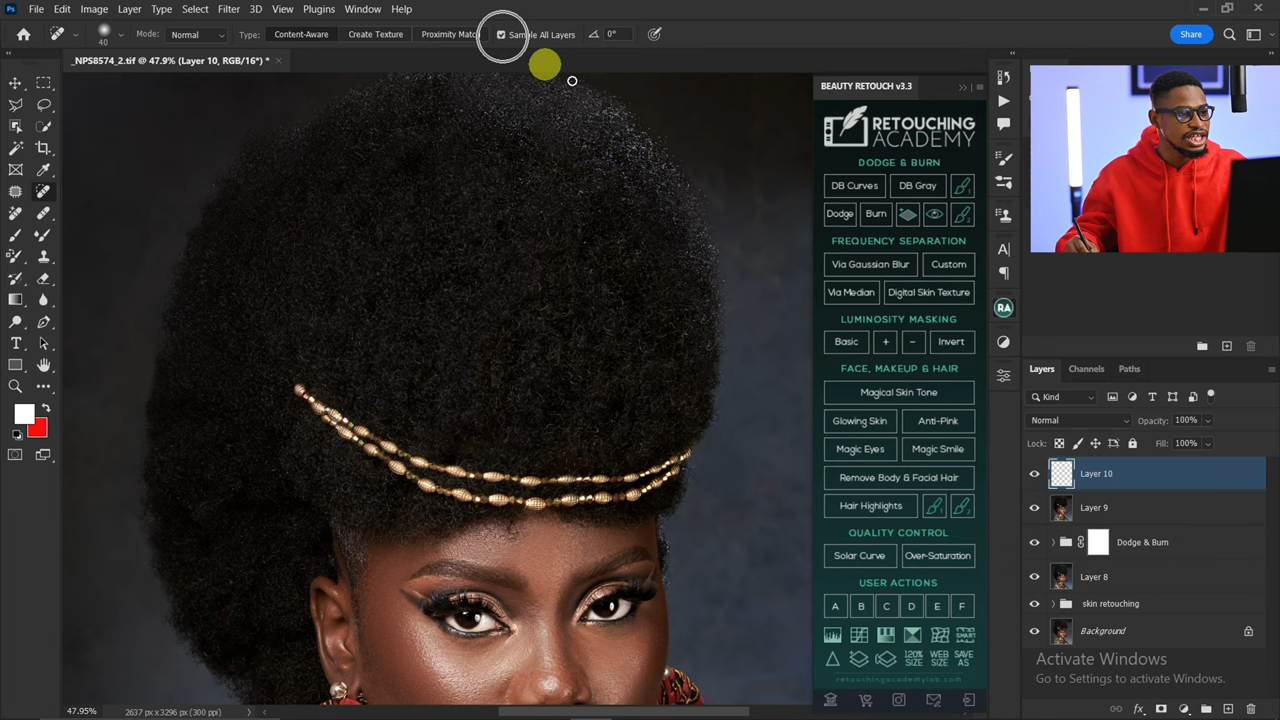 Ps File Edit Image Layer Type Select Filter 3D View Plugins Window Help
40 Mode: Normal Type: Content-Aware Create Texture Proximity Match Sample All Layers 0° Share
_NPS8574_2.tif @ 47.9% (Layer 10, RGB/16*) *
BEAUTY RETOUCH v3.3
RETOUCHING
ACADEMY
DODGE & BURN
DB Curves DB Gray
Dodge Burn
FREQUENCY SEPARATION
Via Gaussian Blur Custom
Via Median Digital Skin Texture
LUMINOSITY MASKING
Basic + − Invert
FACE, MAKEUP & HAIR
Magical Skin Tone
Glowing Skin Anti-Pink
Magic Eyes Magic Smile
Remove Body & Facial Hair
Hair Highlights
QUALITY CONTROL
Solar Curve Over-Saturation
USER ACTIONS
A B C D E F
SMART
120% SIZE WEB SIZE SAVE AS
retouchingacademylab.com
RA
Layers Channels Paths
Kind
Normal Opacity: 100%
Lock: Fill: 100%
Layer 10
Layer 9
Dodge & Burn
Layer 8
skin retouching
Background
Activate Windows
Go to Settings to activate Windows.
47.95% 2637 px x 3296 px (300 ppi)